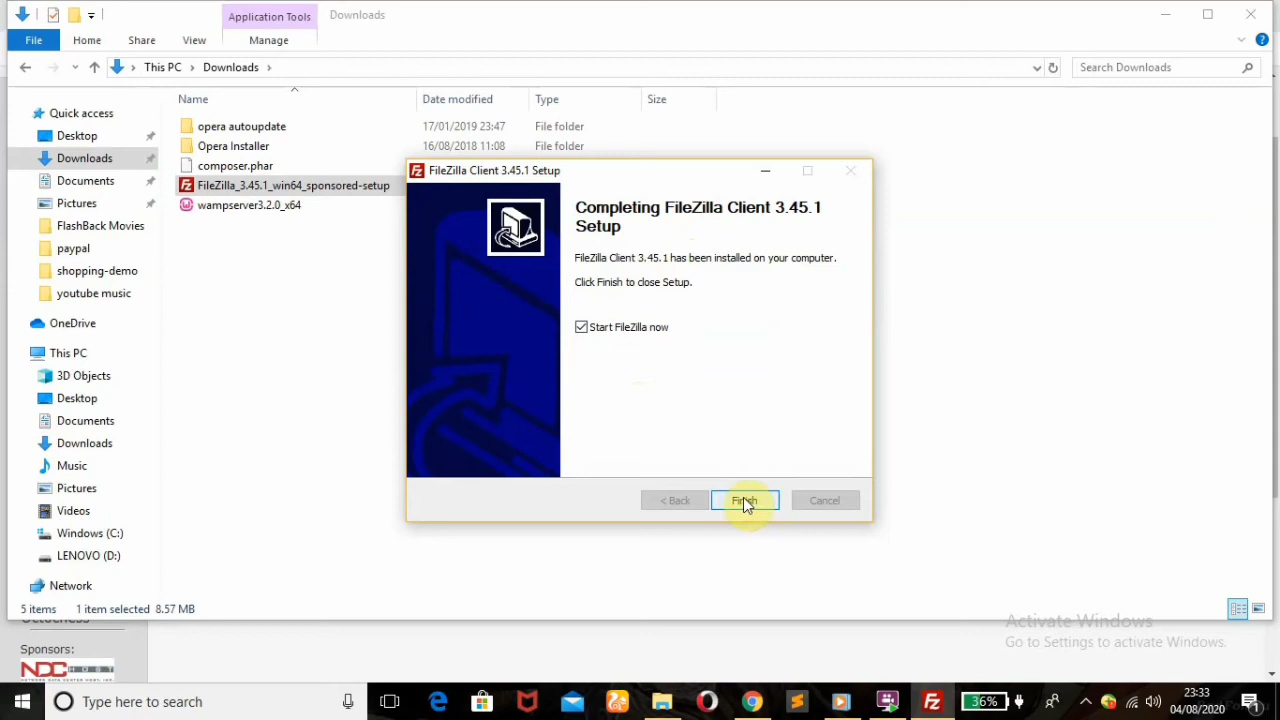 Application Tools
Downloads
File
Home
Share
View
Manage
This PC
Downloads
Search Downloads
Name
Date modified
Type
Size
Quick access
Desktop
Downloads
Documents
Pictures
FlashBack Movies
paypal
shopping-demo
youtube music
OneDrive
This PC
3D Objects
Desktop
Documents
Downloads
Music
Pictures
Videos
Windows (C:)
LENOVO (D:)
Network
opera autoupdate 17/01/2019 23:47 File folder
Opera Installer 16/08/2018 11:08 File folder
composer.phar
FileZilla_3.45.1_win64_sponsored-setup
wampserver3.2.0_x64
FileZilla Client 3.45.1 Setup
Completing FileZilla Client 3.45.1
Setup
FileZilla Client 3.45.1 has been installed on your computer.
Click Finish to close Setup.
Start FileZilla now
< Back
Finish
Cancel
5 items 1 item selected 8.57 MB
Activate Windows
Go to Settings to activate Windows.
Sponsors:
NDC
Type here to search
36%
23:33
04/08/2020
1